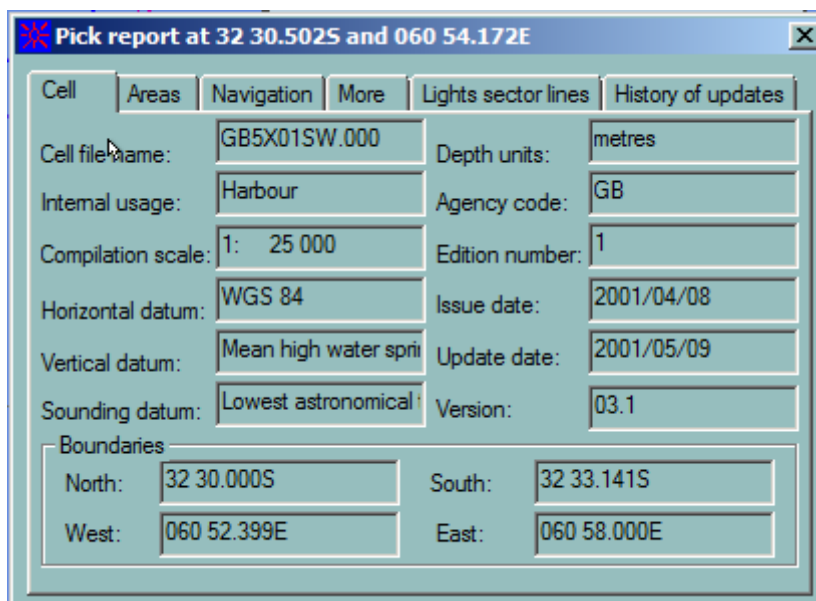 Pick report at 32 30.502S and 060 54.172E
Cell Areas Navigation More Lights sector lines History of updates
Cell file name: GB5X01SW.000 Depth units: metres
Internal usage: Harbour Agency code: GB
Compilation scale: 1: 25 000 Edition number: 1
Horizontal datum: WGS 84 Issue date: 2001/04/08
Vertical datum: Mean high water spri Update date: 2001/05/09
Sounding datum: Lowest astronomical Version: 03.1
Boundaries
North: 32 30.000S South: 32 33.141S
West: 060 52.399E East: 060 58.000E